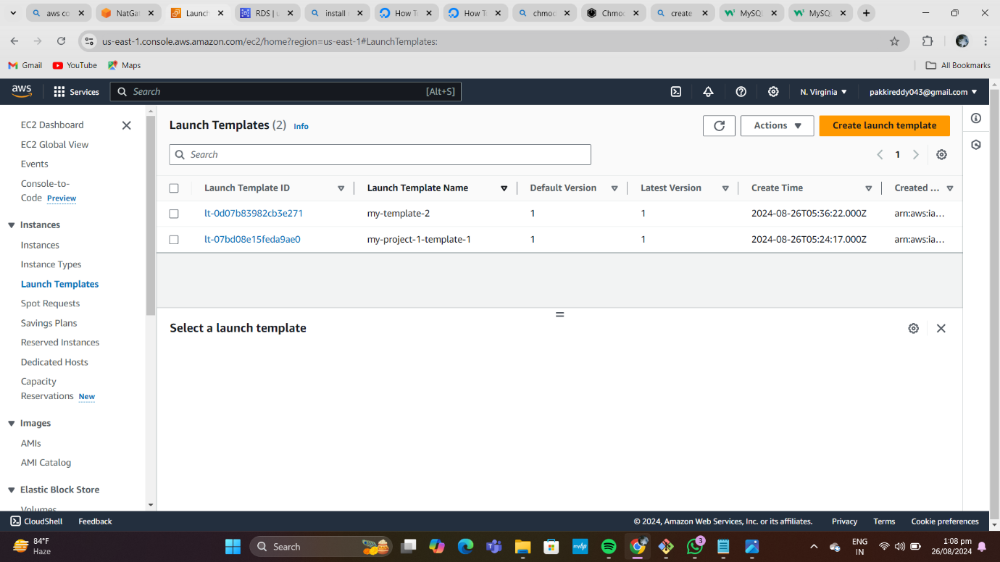 aws co
NatGa
Launch
RDS | u
install
How T
How T
chmod
Chmo
create
MySQL
MySQL
us-east-1.console.aws.amazon.com/ec2/home?region=us-east-1#LaunchTemplates:
Gmail
YouTube
Maps
All Bookmarks
aws
Services
Search
[Alt+S]
N. Virginia
pakkireddy043@gmail.com
EC2 Dashboard
EC2 Global View
Events
Console-to-
Code Preview
Instances
Instances
Instance Types
Launch Templates
Spot Requests
Savings Plans
Reserved Instances
Dedicated Hosts
Capacity
Reservations New
Images
AMIs
AMI Catalog
Elastic Block Store
Volumes
Launch Templates (2) Info
Actions
Create launch template
Search
1
Launch Template ID Launch Template Name Default Version Latest Version Create Time Created ...
lt-0d07b83982cb3e271 my-template-2 1 1 2024-08-26T05:36:22.000Z arn:aws:ia...
lt-07bd08e15feda9ae0 my-project-1-template-1 1 1 2024-08-26T05:24:17.000Z arn:aws:ia...
Select a launch template
CloudShell Feedback © 2024, Amazon Web Services, Inc. or its affiliates. Privacy Terms Cookie preferences
84°F
Haze
Search
myhp
3
ENG
IN
1:08 pm
26/08/2024